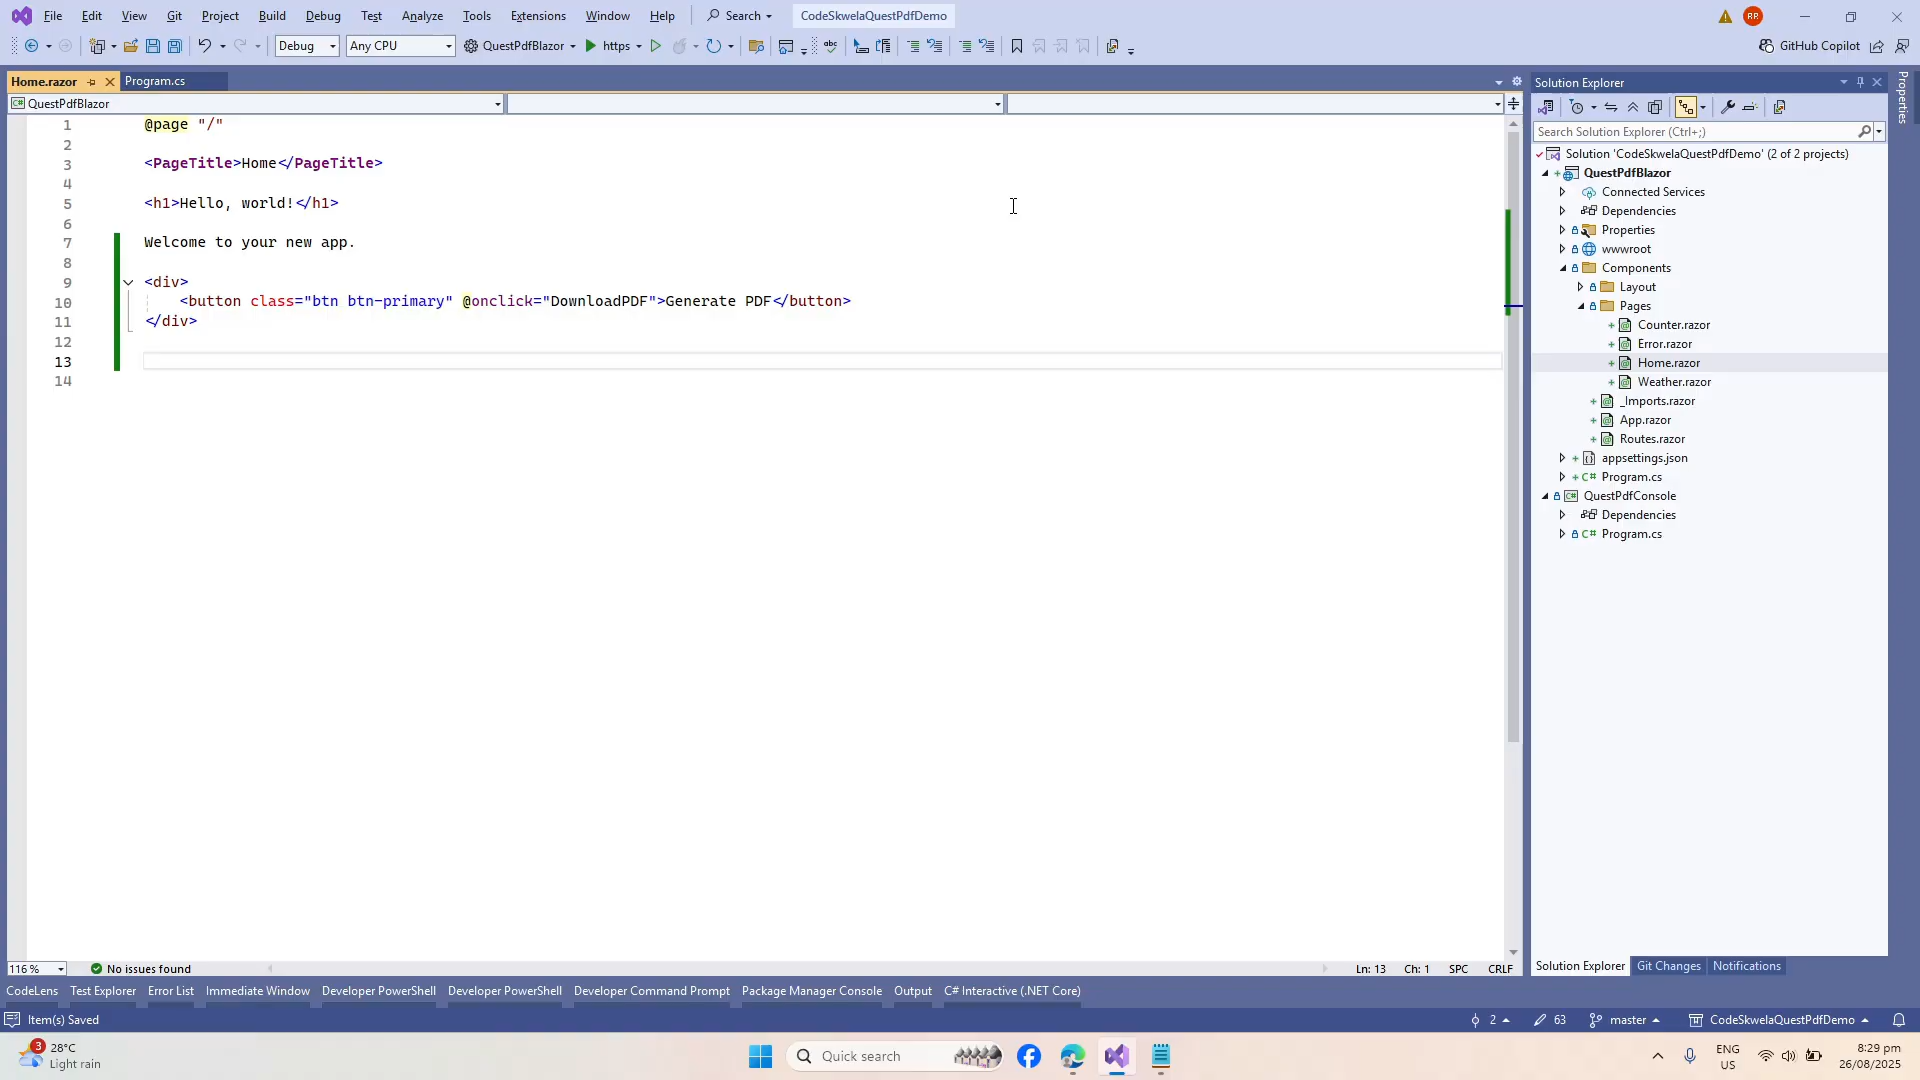 File Edit View Git Project Build Debug Test Analyze Tools Extensions Window Help Search CodeSkwelaQuestPdfDemo RR
Debug Any CPU QuestPdfBlazor https abc GitHub Copilot
Home.razor Program.cs
QuestPdfBlazor
1 @page "/"
2
3 <PageTitle>Home</PageTitle>
4
5 <h1>Hello, world!</h1>
6
7 Welcome to your new app.
8
9 <div>
10 <button class="btn btn-primary" @onclick="DownloadPDF">Generate PDF</button>
11 </div>
12
13
14
116 % No issues found Ln: 13 Ch: 1 SPC CRLF
Solution Explorer
Search Solution Explorer (Ctrl+;)
Solution 'CodeSkwelaQuestPdfDemo' (2 of 2 projects)
QuestPdfBlazor
Connected Services
Dependencies
Properties
wwwroot
Components
Layout
Pages
Counter.razor
Error.razor
Home.razor
Weather.razor
_Imports.razor
App.razor
Routes.razor
appsettings.json
C# Program.cs
C# QuestPdfConsole
Dependencies
C# Program.cs
Solution Explorer Git Changes Notifications
Properties
CodeLens Test Explorer Error List Immediate Window Developer PowerShell Developer PowerShell Developer Command Prompt Package Manager Console Output C# Interactive (.NET Core)
Item(s) Saved 2 63 master CodeSkwelaQuestPdfDemo
3 28°C
Light rain
Quick search
ENG
US
8:29 pm
26/08/2025